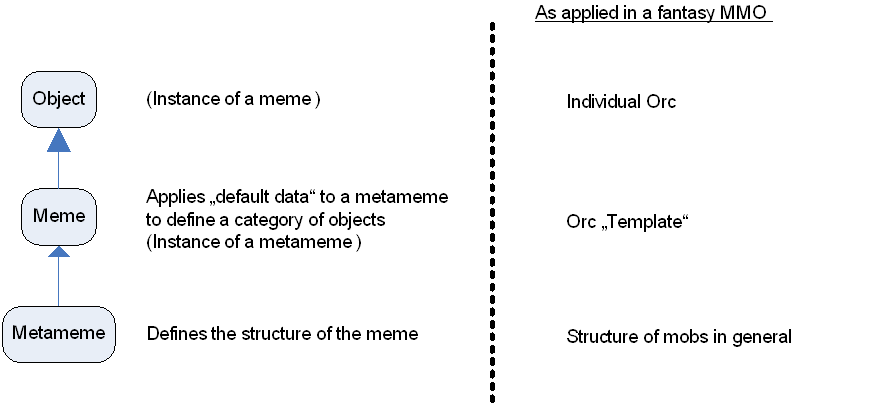 As applied in a fantasy MMO
Object
(Instance of a meme )
Individual Orc
Meme
Applies „default data“ to a metameme
to define a category of objects
(Instance of a metameme )
Orc „Template“
Metameme
Defines the structure of the meme
Structure of mobs in general